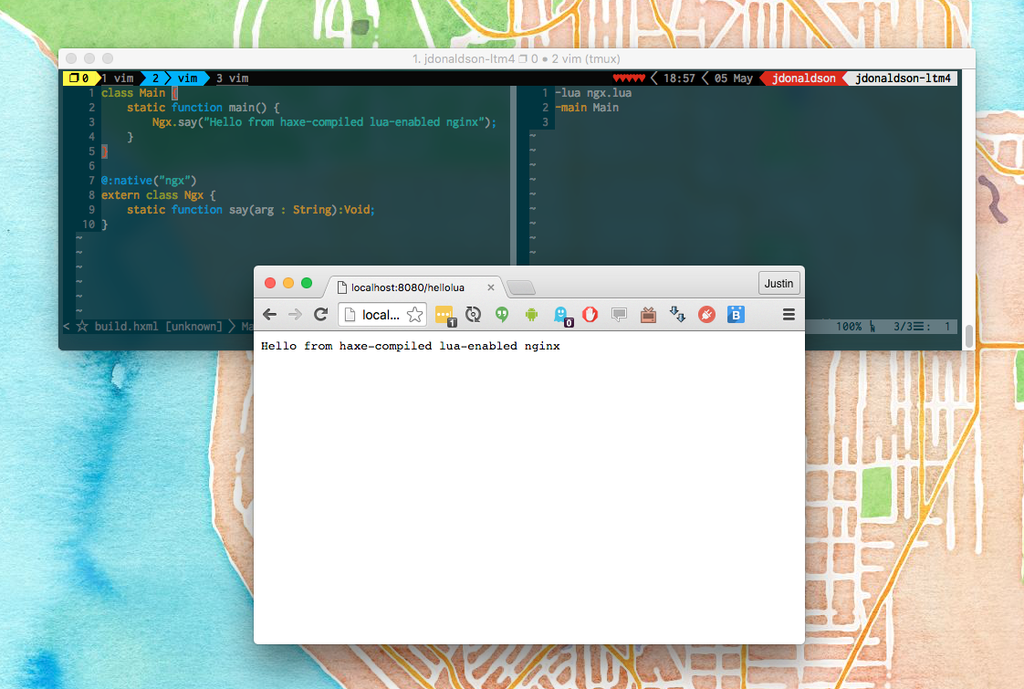 1. jdonaldson-ltm4 0 ● 2 vim (tmux)
0 1 vim 2 vim 3 vim ♥♥♥♥♥ 18:57 05 May jdonaldson jdonaldson-ltm4
1 class Main {
2 static function main() {
3 Ngx.say("Hello from haxe-compiled lua-enabled nginx");
4 }
5 }
6
7 @:native("ngx")
8 extern class Ngx {
9 static function say(arg : String):Void;
10 }
~
~
~
~
~
~
1 -lua ngx.lua
2 -main Main
3
~
~
~
~
~
~
~
~
~
< ☆ build.hxml [unknown] > Ma
100% 3/3☰: 1
localhost:8080/hellolua ×
Justin
local...
1
0
B
Hello from haxe-compiled lua-enabled nginx